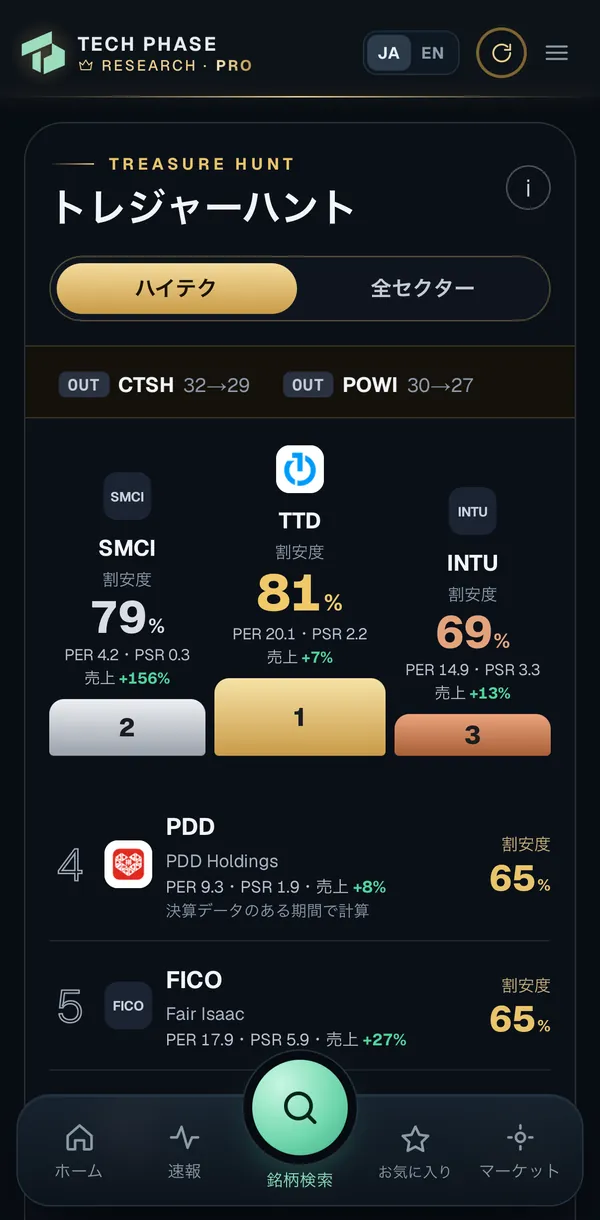 TECH PHASE
RESEARCH · PRO
JA EN
TREASURE HUNT
トレジャーハント
i
ハイテク 全セクター
OUT CTSH 32→29 OUT POWI 30→27
SMCI
SMCI
割安度
79%
PER 4.2・PSR 0.3
売上 +156%
2
TTD
割安度
81%
PER 20.1・PSR 2.2
売上 +7%
1
INTU
INTU
割安度
69%
PER 14.9・PSR 3.3
売上 +13%
3
4
PDD
PDD Holdings
PER 9.3・PSR 1.9・売上 +8%
決算データのある期間で計算
割安度
65%
5
FICO
FICO
Fair Isaac
PER 17.9・PSR 5.9・売上 +27%
割安度
65%
ホーム 速報 銘柄検索 お気に入り マーケット